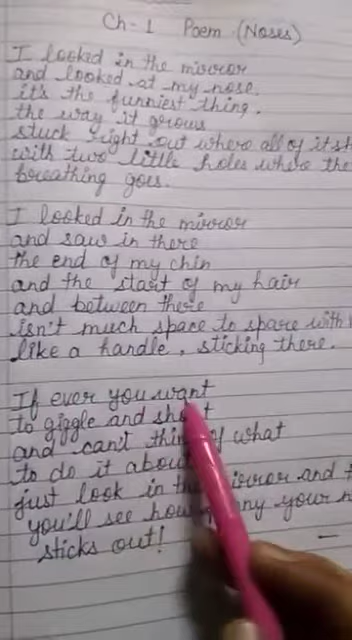 Ch-1 Poem (Noses)
I looked in the mirror
and looked at my nose,
it's the funniest thing,
the way it grows
stuck right out where all of it
with two little holes where the
breathing goes.
I looked in the mirror
and saw in there
the end of my chin
and the start of my hair
and between there
isn't much space to spare with
like a handle, sticking there.
If ever you want
to giggle and
and can't of what
to do it about
just look in the mirror and
you'll see how your
sticks out!